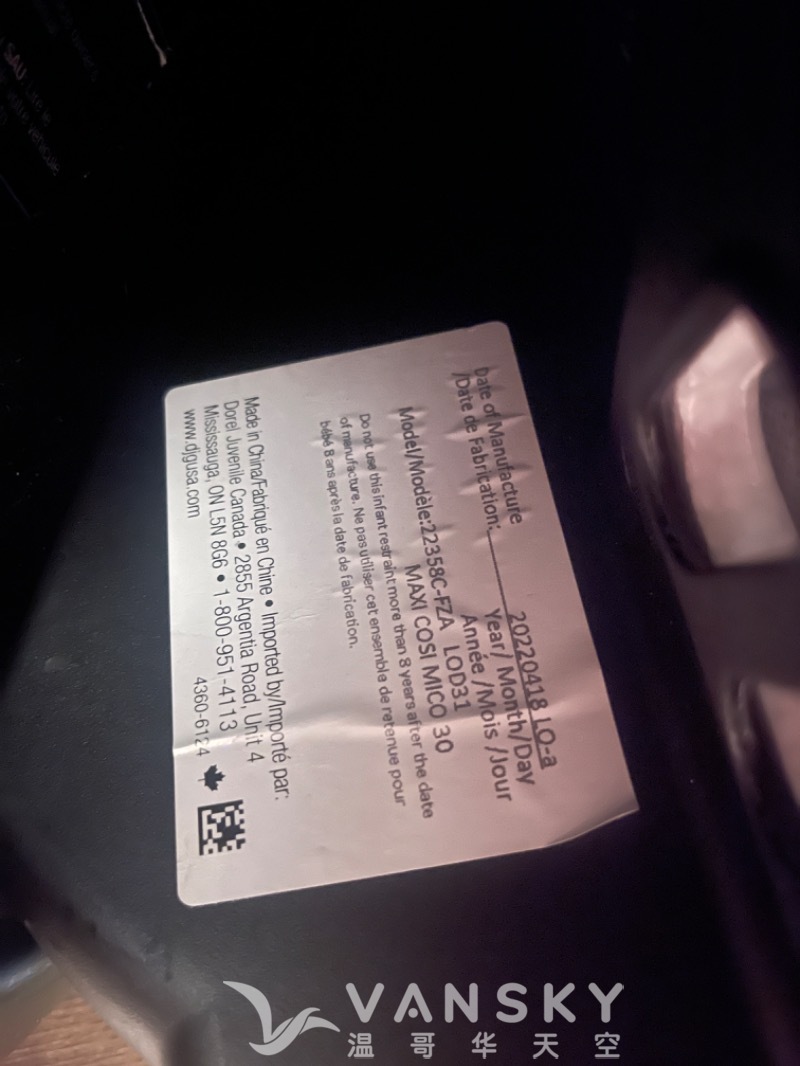 Date of Manufacture
/Date de Fabrication: 20220418 LO-a
Year/ Month/Day
Année /Mois /Jour
Model/Modèle:22358C-FZA LOD31
MAXI COSI MICO 30
Do not use this infant restraint more than 8 years after the date
of manufacture. Ne pas utiliser cet ensemble de retenue pour
bébé 8 ans après la date de fabrication.
Made in China/Fabriqué en Chine • Imported by/Importé par:
Dorel Juvenile Canada • 2855 Argentia Road, Unit 4
Mississauga, ON L5N 8G6 • 1-800-951-4113
www.djgusa.com
4360-6124
VANSKY
温哥华天空